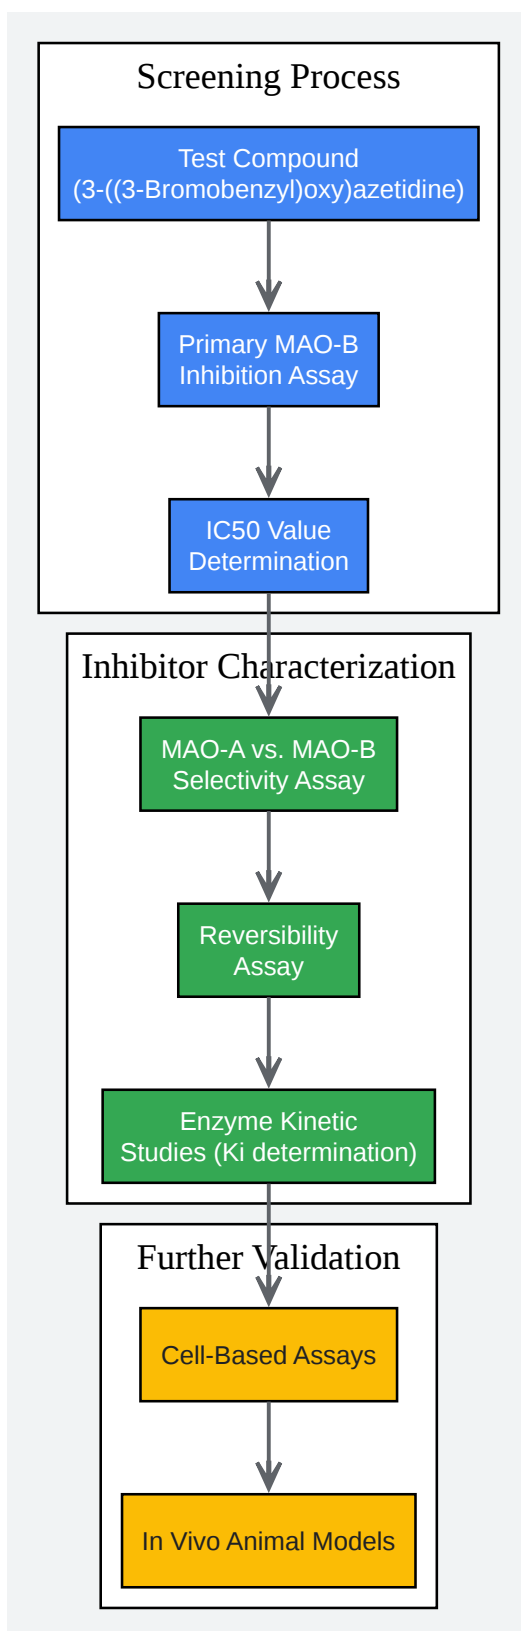 Screening Process
Test Compound
(3-((3-Bromobenzyl)oxy)azetidine)
Primary MAO-B
Inhibition Assay
IC50 Value
Determination
Inhibitor Characterization
MAO-A vs. MAO-B
Selectivity Assay
Reversibility
Assay
Enzyme Kinetic
Studies (Ki determination)
Further Validation
Cell-Based Assays
In Vivo Animal Models